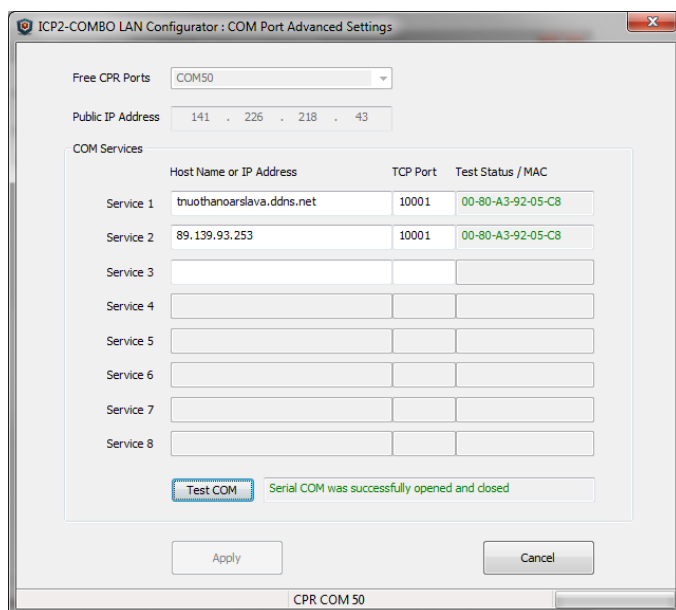 ICP2-COMBO LAN Configurator : COM Port Advanced Settings
Free CPR Ports COM50
Public IP Address 141 . 226 . 218 . 43
COM Services
Host Name or IP Address TCP Port Test Status / MAC
Service 1 tnuothanoarslava.ddns.net 10001 00-80-A3-92-05-C8
Service 2 89.139.93.253 10001 00-80-A3-92-05-C8
Service 3
Service 4
Service 5
Service 6
Service 7
Service 8
Test COM Serial COM was successfully opened and closed
Apply Cancel
CPR COM 50